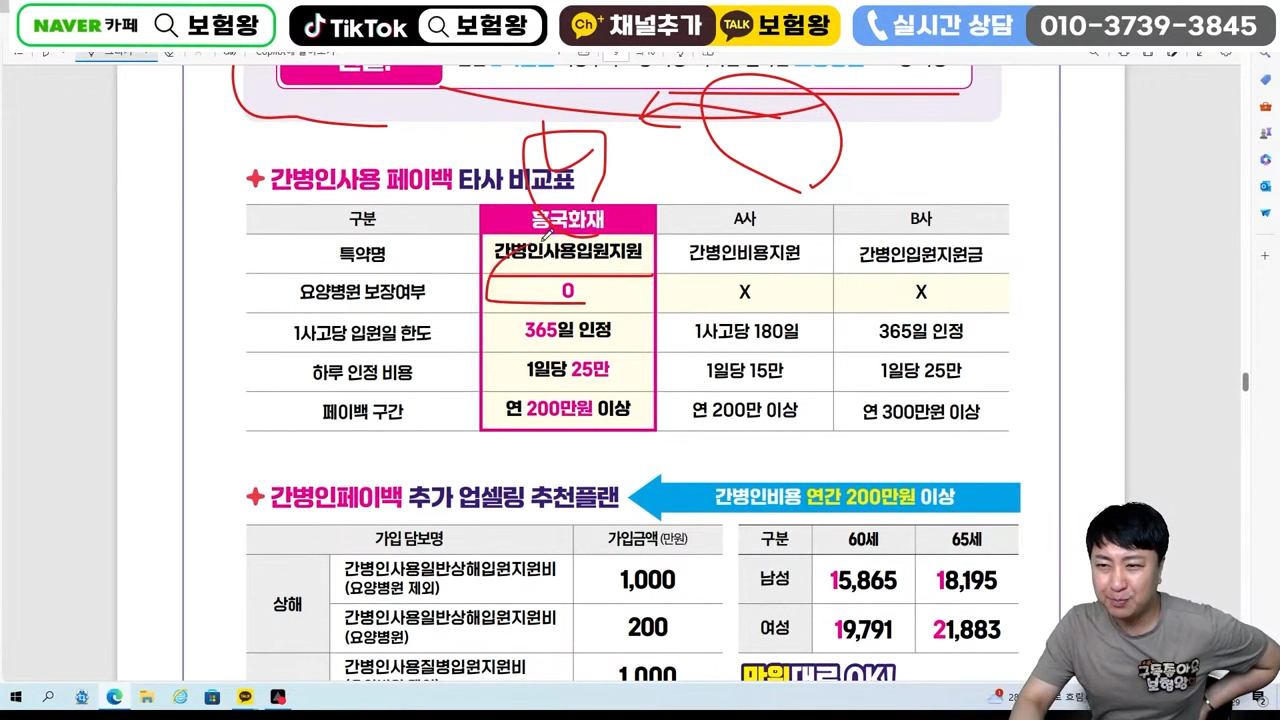 NAVER 카페 보험왕 TikTok 보험왕 Ch+ 채널추가 TALK 보험왕 실시간 상담 010-3739-3845
간병인사용 페이백 타사 비교표
구분 흥국화재 A사 B사
특약명 간병인사용입원지원 간병인비용지원 간병인입원지원금
요양병원 보장여부 O X X
1사고당 입원일 한도 365일 인정 1사고당 180일 365일 인정
하루 인정 비용 1일당 25만 1일당 15만 1일당 25만
페이백 구간 연 200만원 이상 연 200만 이상 연 300만원 이상
간병인페이백 추가 업셀링 추천플랜 간병인비용 연간 200만원 이상
가입 담보명 가입금액 (만원) 구분 60세 65세
상해 간병인사용일반상해입원지원비 (요양병원 제외) 1,000 남성 15,865 18,195
간병인사용일반상해입원지원비 (요양병원) 200 여성 19,791 21,883
간병인사용질병입원지원비 1,000
구독좋아요
보험왕
TALK